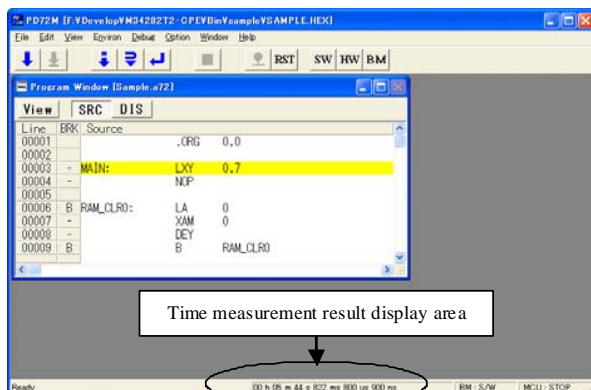 PD72M [F:¥Develop¥M34282T2-CPE¥Bin¥sample¥SAMPLE.HEX]
File Edit View Environ Debug Option Window Help
RST SW HW BM
Program Window [Sample.a72]
View SRC DIS
Line BRK Source
00001 .ORG 0,0
00002
00003 - MAIN: LXY 0,7
00004 - NOP
00005
00006 B RAM_CLR0: LA 0
00007 - XAM 0
00008 - DEY
00009 B B RAM_CLR0
Time measurement result display area
Ready 00 h 05 m 44 s 822 ms 800 us 900 ns BM : S/W MCU : STOP